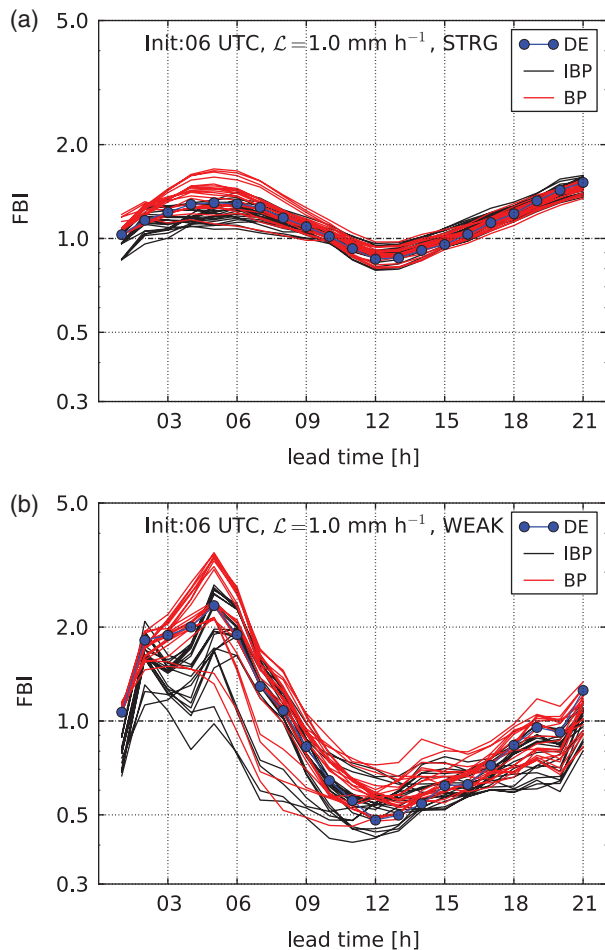 (a)
Init:06 UTC, ℒ=1.0 mm h⁻¹, STRG
DE
IBP
BP
FBI
5.0
2.0
1.0
0.5
0.3
03 06 09 12 15 18 21
lead time [h]
(b)
Init:06 UTC, ℒ=1.0 mm h⁻¹, WEAK
DE
IBP
BP
FBI
5.0
2.0
1.0
0.5
0.3
03 06 09 12 15 18 21
lead time [h]